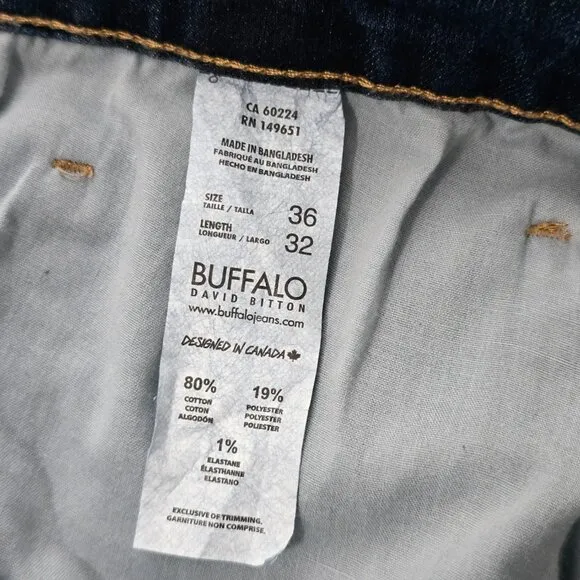 CA 60224
RN 149651
MADE IN BANGLADESH
FABRIQUÉ AU BANGLADESH
HECHO EN BANGLADESH
SIZE 36
TAILLE / TALLA
LENGTH 32
LONGUEUR / LARGO
BUFFALO
DAVID BITTON
www.buffalojeans.com
DESIGNED IN CANADA
80% 19%
COTTON POLYESTER
COTON POLYESTER
ALGODÓN POLIESTER
1%
ELASTANE
ÉLASTHANNE
ELASTANO
EXCLUSIVE OF TRIMMING.
GARNITURE NON COMPRISE.